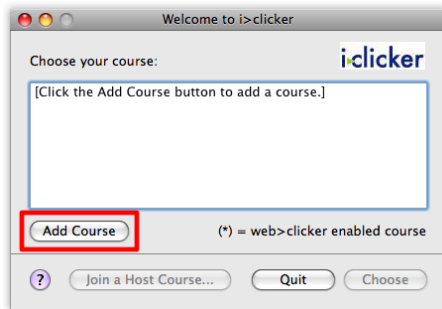 Welcome to i>clicker
Choose your course:
i>clicker
[Click the Add Course button to add a course.]
Add Course
(*) = web>clicker enabled course
?
Join a Host Course...
Quit
Choose